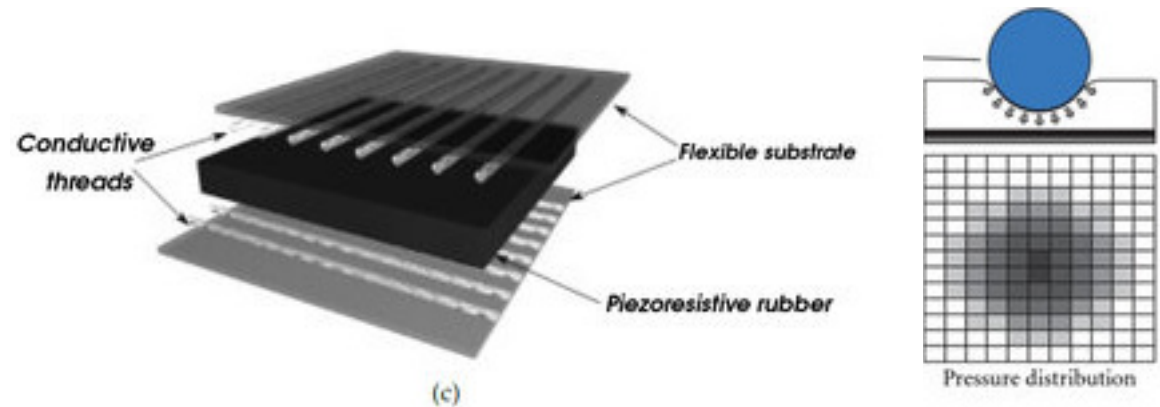 Conductive
threads
Flexible substrate
Piezoresistive rubber
(c)
Pressure distribution